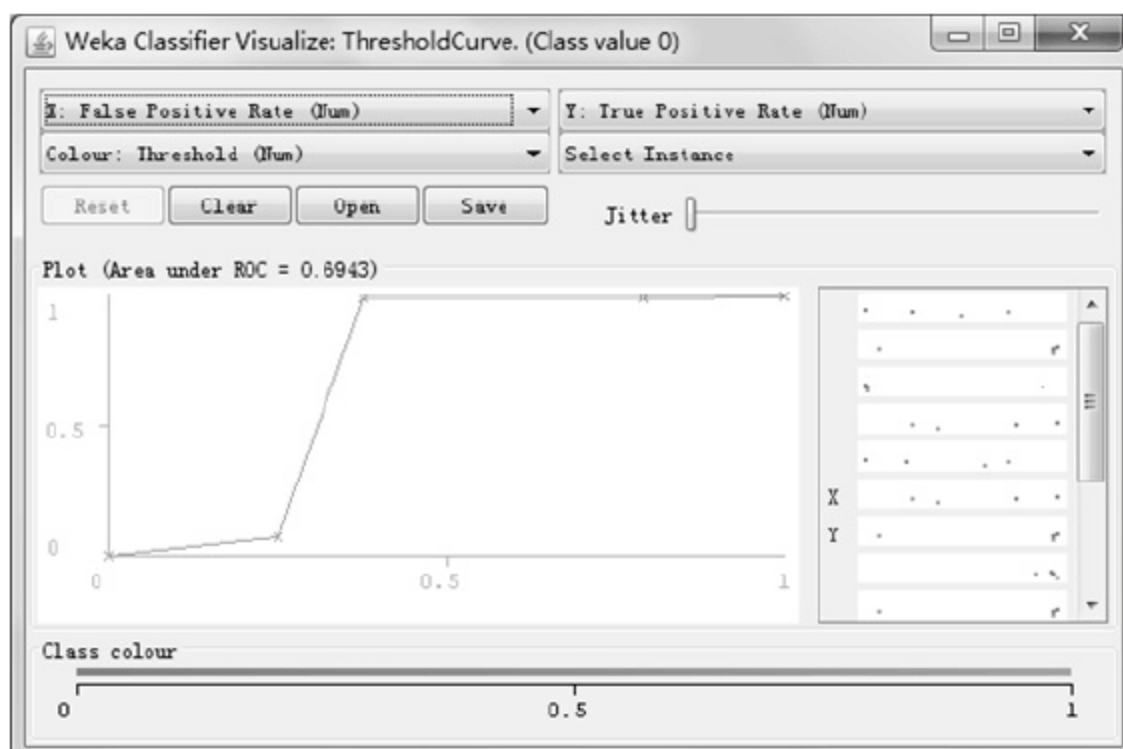 Weka Classifier Visualize: ThresholdCurve. (Class value 0)
X: False Positive Rate (Num)
Y: True Positive Rate (Num)
Colour: Threshold (Num)
Select Instance
Reset
Clear
Open
Save
Jitter
Plot (Area under ROC = 0.6943)
1
0.5
0
0
0.5
1
X
Y
Class colour
0
0.5
1